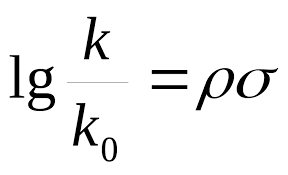 lg k/k₀ = ρσ